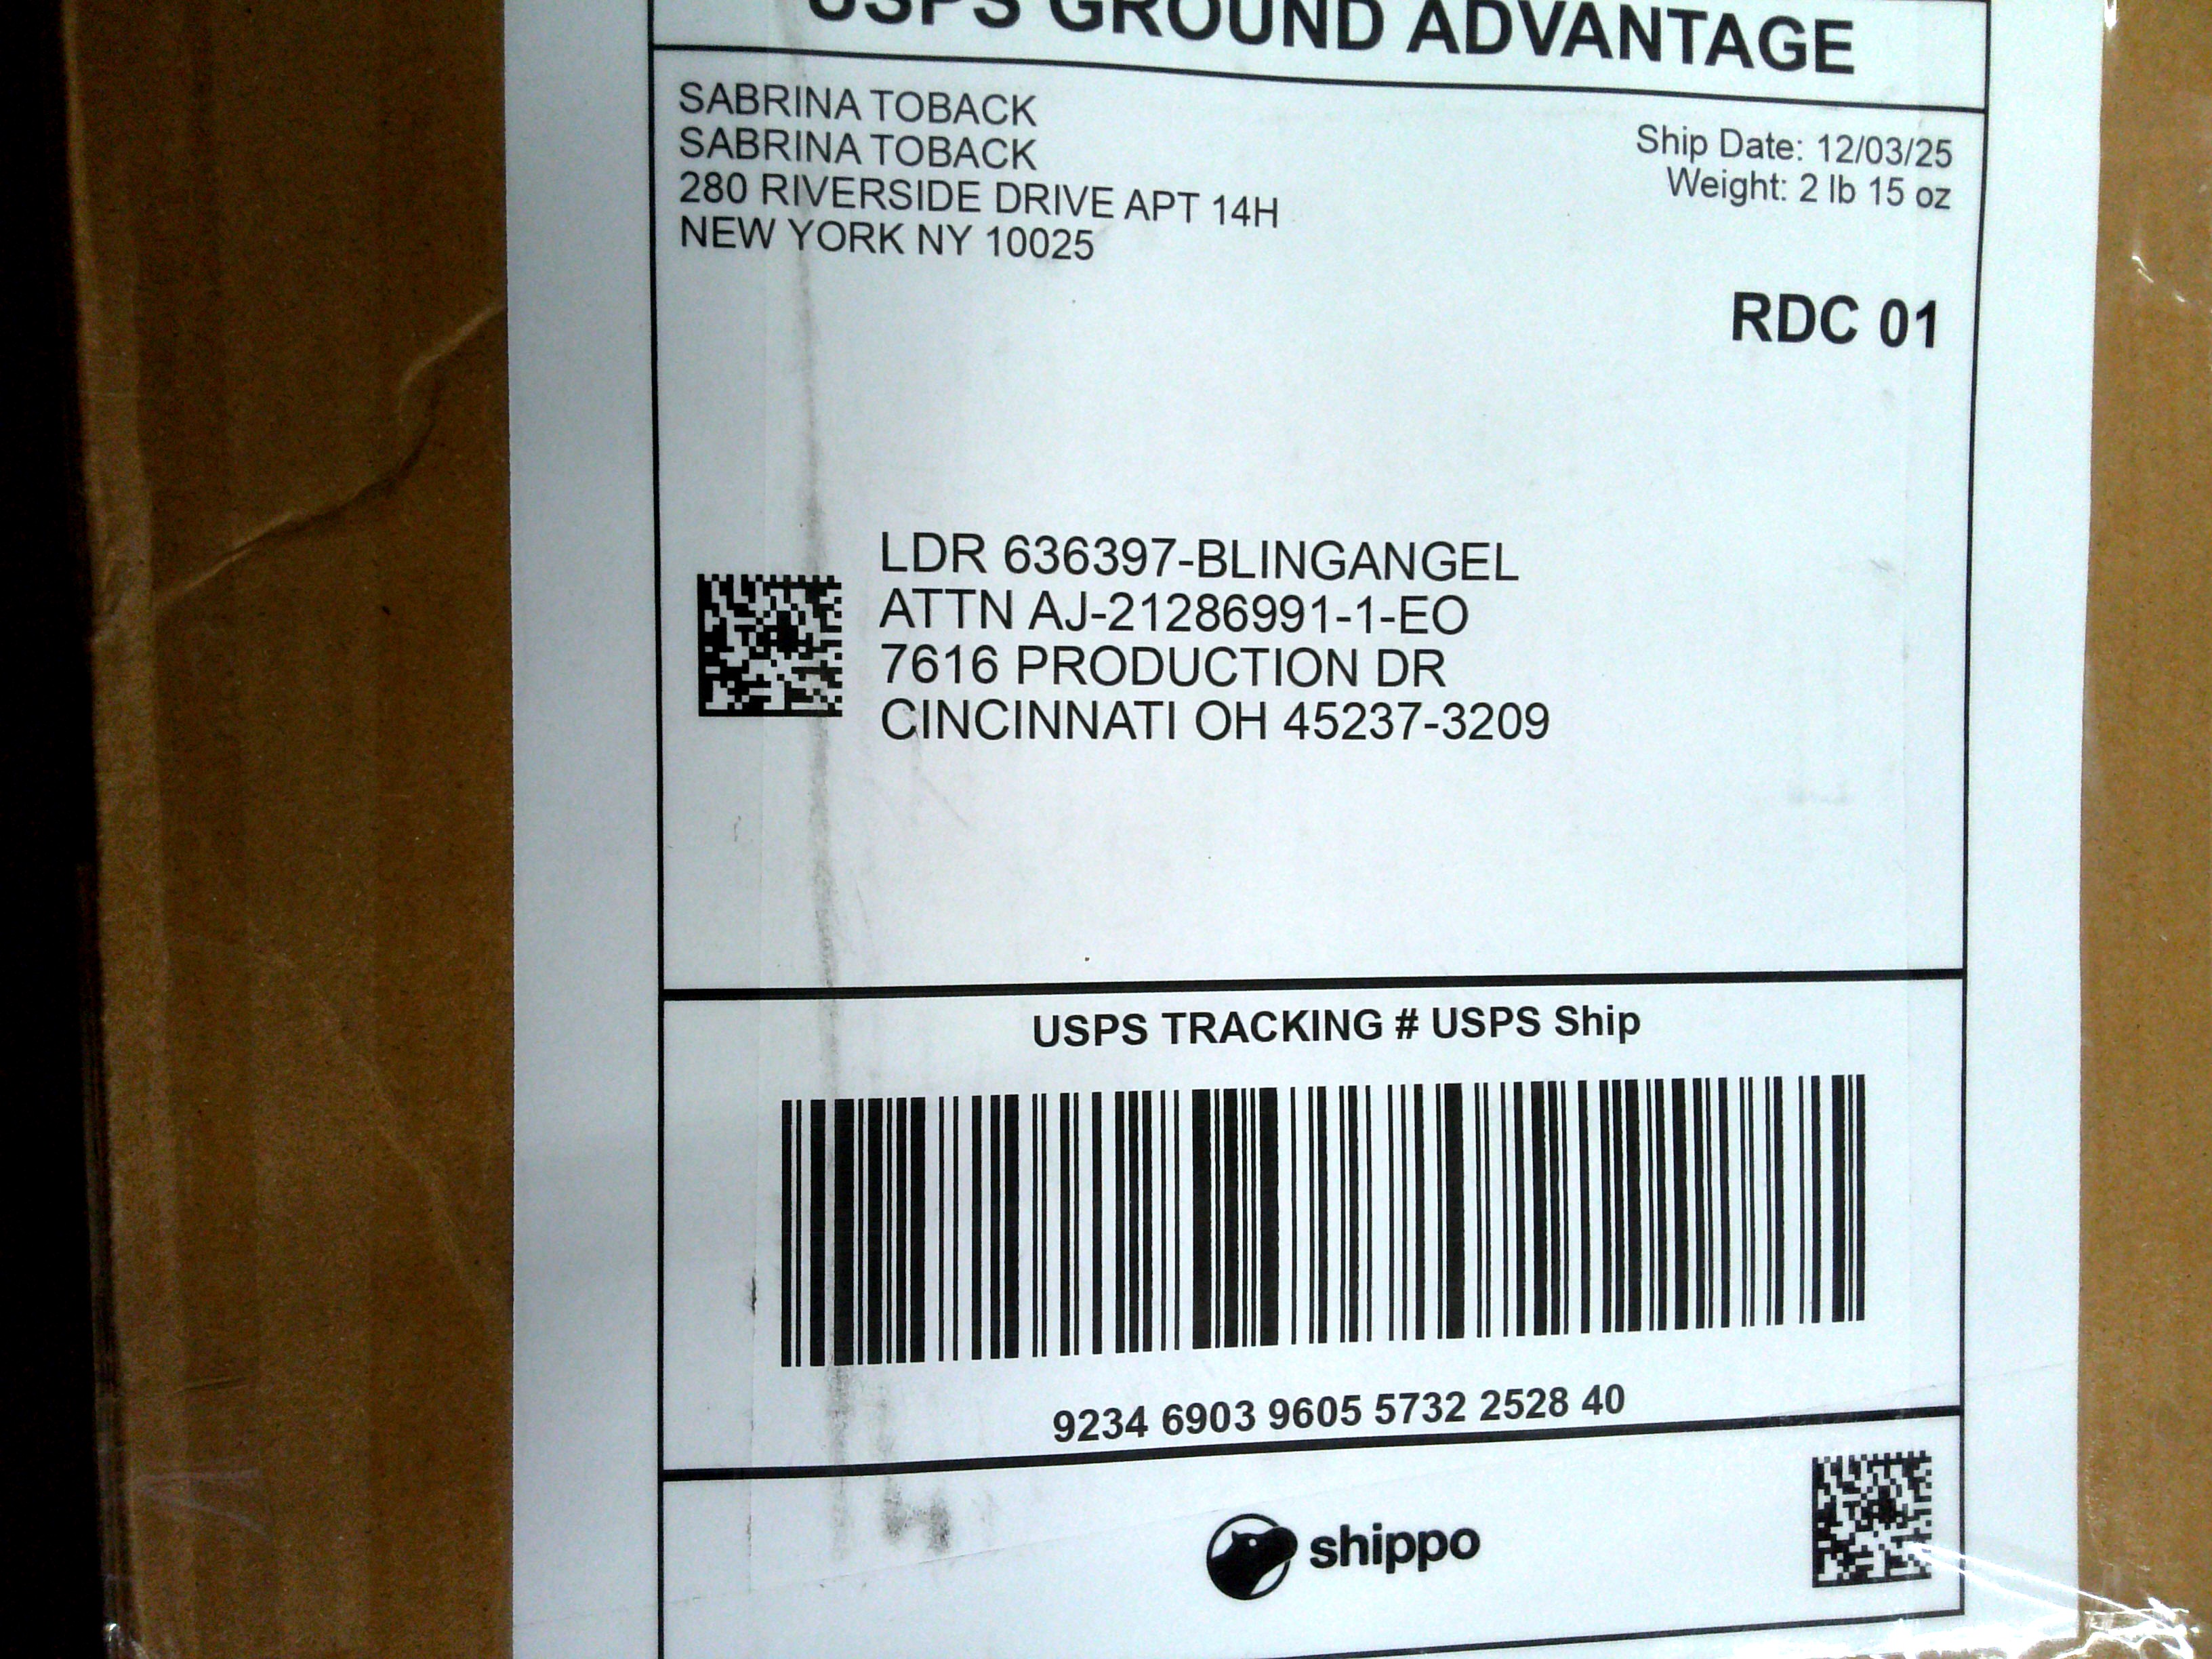 USPS GROUND ADVANTAGE
SABRINA TOBACK
SABRINA TOBACK
280 RIVERSIDE DRIVE APT 14H
NEW YORK NY 10025
Ship Date: 12/03/25
Weight: 2 lb 15 oz
RDC 01
LDR 636397-BLINGANGEL
ATTN AJ-21286991-1-EO
7616 PRODUCTION DR
CINCINNATI OH 45237-3209
USPS TRACKING # USPS Ship
9234 6903 9605 5732 2528 40
shippo